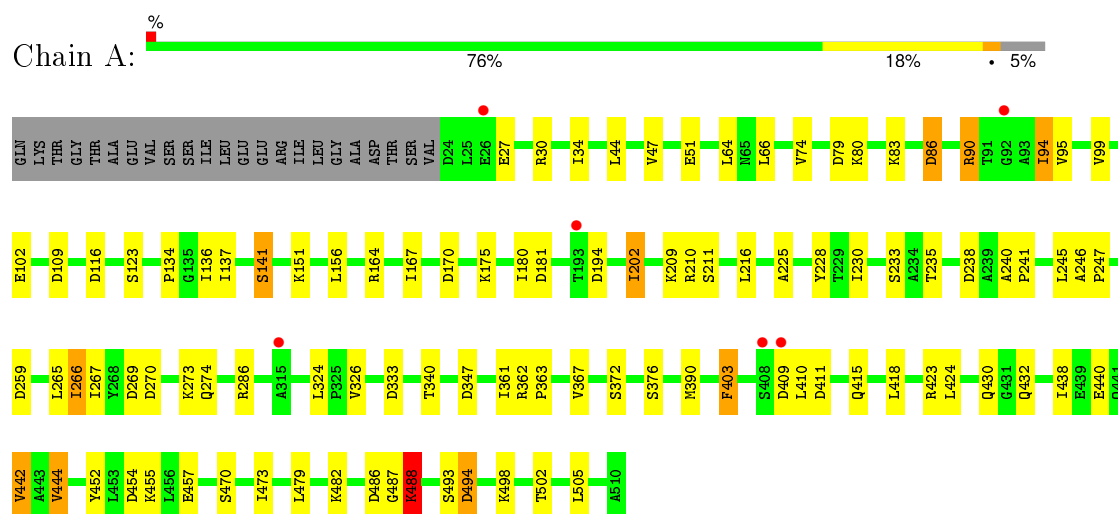 %
Chain A:
76% 18% • 5%
GLN LYS THR GLY THR ALA GLU VAL SER SER ILE LEU GLU GLU ARG ILE LEU GLY ALA ASP THR SER VAL D24 L25 E26 E27 R30 I34 L44 V47 E51 L64 N65 L66 V74 D79 K80 K83 D86 R90 T91 G92 A93 I94 V95 V99
E102 D109 D116 S123 P134 G135 I136 I137 S141 K151 L156 R164 I167 D170 K175 I180 D181 T193 D194 I202 K209 R210 S211 L216 A225 Y228 T229 I230 S233 A234 T235 D238 A239 A240 P241 L245 A246 P247
D259 L265 I266 I267 Y268 D269 D270 K273 Q274 R286 A315 L324 P325 V326 D333 T340 D347 I361 R362 P363 V367 S372 S376 M390 F403 S408 D409 L410 D411 Q415 L418 R423 L424 Q430 G431 Q432 I438 E439 E440 Q441
V442 A443 V444 Y452 L453 D454 K455 L456 E457 S470 I473 L479 K482 D486 G487 K488 S493 D494 K498 T502 L505 A510